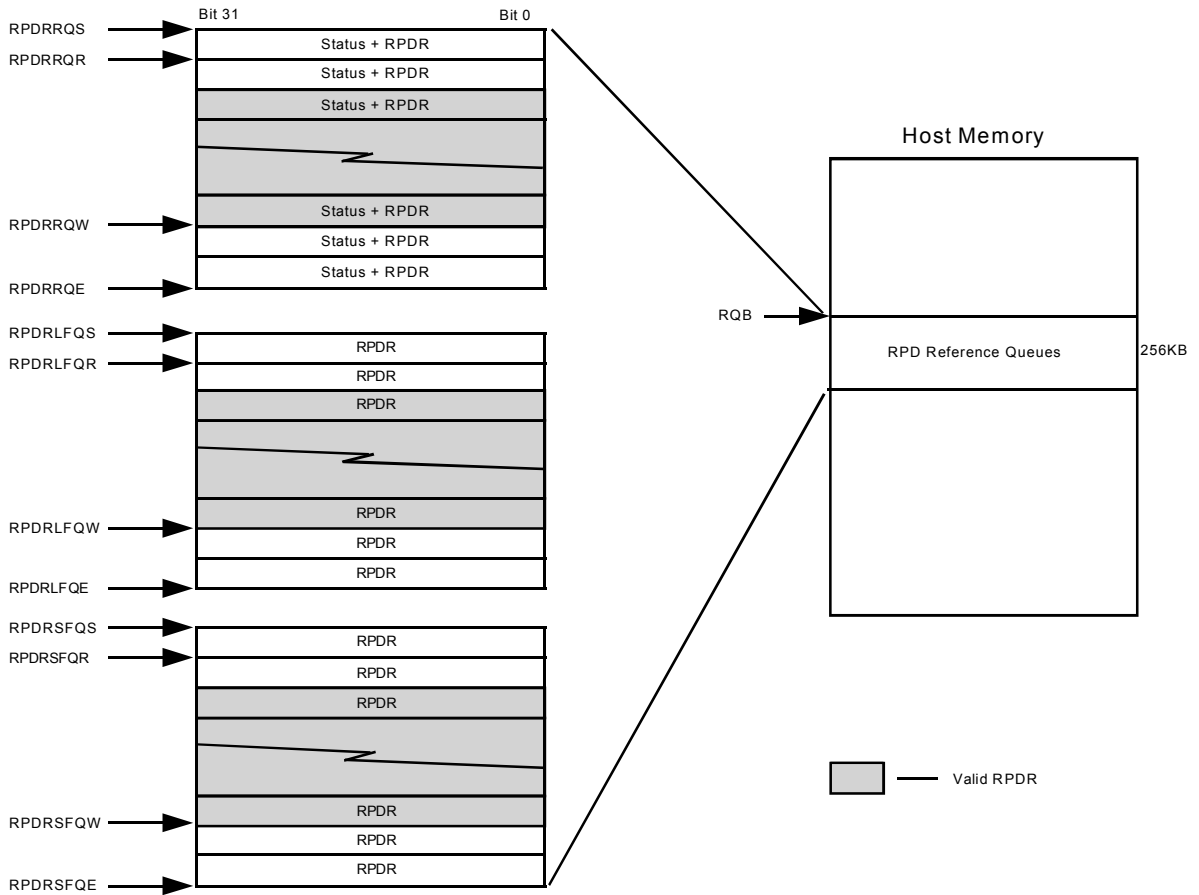 Bit 31 Bit 0
RPDRRQS
Status + RPDR
RPDRRQR
Status + RPDR
Status + RPDR
RPDRRQW
Status + RPDR
Status + RPDR
Status + RPDR
RPDRRQE
RPDRLFQS
RPDR
RPDRLFQR
RPDR
RPDR
RPDRLFQW
RPDR
RPDR
RPDR
RPDRLFQE
RPDRSFQS
RPDR
RPDRSFQR
RPDR
RPDR
RPDRSFQW
RPDR
RPDR
RPDR
RPDRSFQE
Host Memory
RQB
RPD Reference Queues
256KB
Valid RPDR